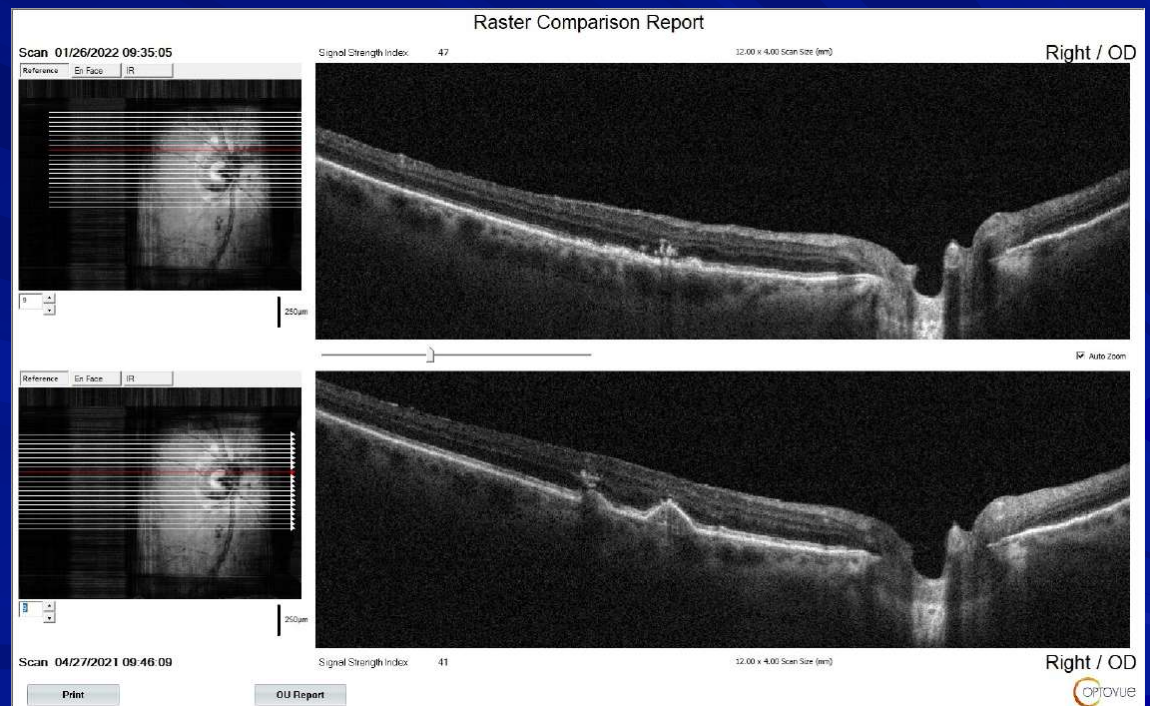 Raster Comparison Report
Scan 01/26/2022 09:35:05
Signal Strength Index 47
12.00 x 4.00 Scan Size (mm)
Right / OD
Reference En Face IR
9
250µm
Auto Zoom
Reference En Face IR
9
250µm
Scan 04/27/2021 09:46:09
Signal Strength Index 41
12.00 x 4.00 Scan Size (mm)
Right / OD
Print OU Report
OPTOVUE